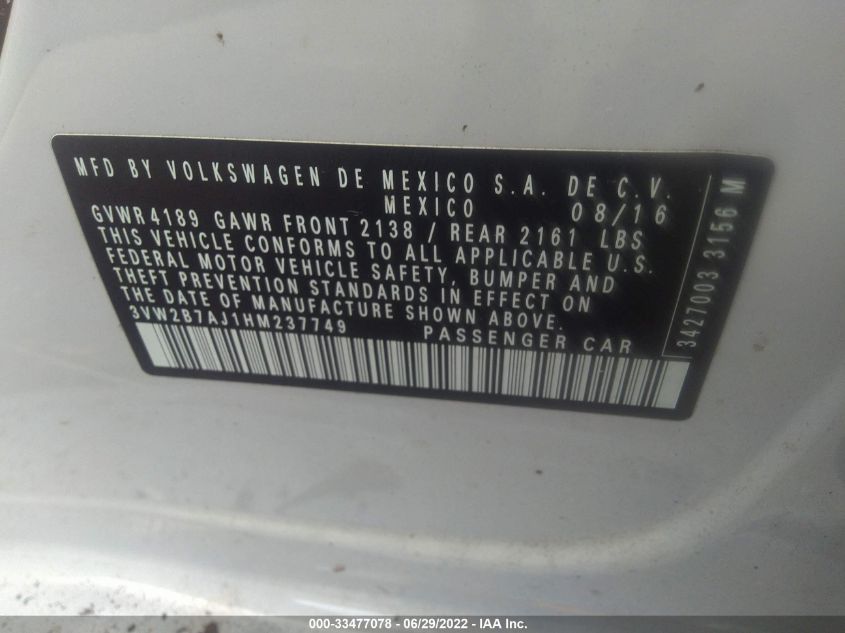 MFD BY VOLKSWAGEN DE MEXICO S.A. DE C.V.
MEXICO 08/16
GVWR 4189 GAWR FRONT 2138 / REAR 2161 LBS
THIS VEHICLE CONFORMS TO ALL APPLICABLE U.S.
FEDERAL MOTOR VEHICLE SAFETY, BUMPER AND
THEFT PREVENTION STANDARDS IN EFFECT ON
THE DATE OF MANUFACTURE SHOWN ABOVE.
3VW2B7AJ1HM237749 PASSENGER CAR
3427003 3156 M
000-33477078 - 06/29/2022 - IAA Inc.